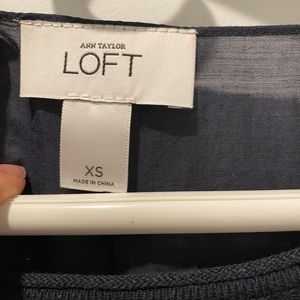 ANN TAYLOR
LOFT
XS
MADE IN CHINA